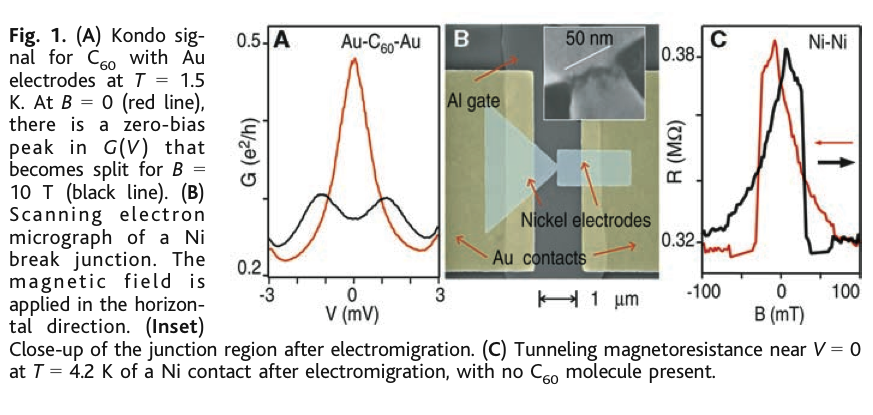 Fig. 1. (A) Kondo sig-
nal for C60 with Au
electrodes at T = 1.5
K. At B = 0 (red line),
there is a zero-bias
peak in G(V) that
becomes split for B =
10 T (black line). (B)
Scanning electron
micrograph of a Ni
break junction. The
magnetic field is
applied in the horizon-
tal direction. (Inset)
Close-up of the junction region after electromigration. (C) Tunneling magnetoresistance near V = 0
at T = 4.2 K of a Ni contact after electromigration, with no C60 molecule present.
A
Au-C60-Au
0.5
G (e²/h)
0.2
-3 0 3
V (mV)
B
50 nm
Al gate
Nickel electrodes
Au contacts
1 μm
C
Ni-Ni
0.38
R (MΩ)
0.32
-100 0 100
B (mT)